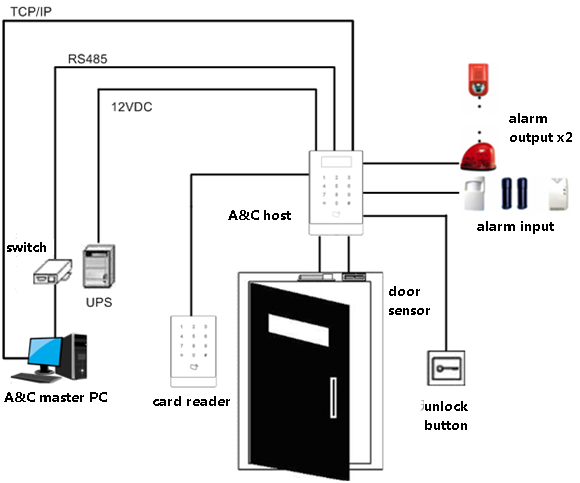 TCP/IP
RS485
12VDC
alarm
output x2
A&C host
alarm input
switch
UPS
door
sensor
A&C master PC
card reader
unlock
button